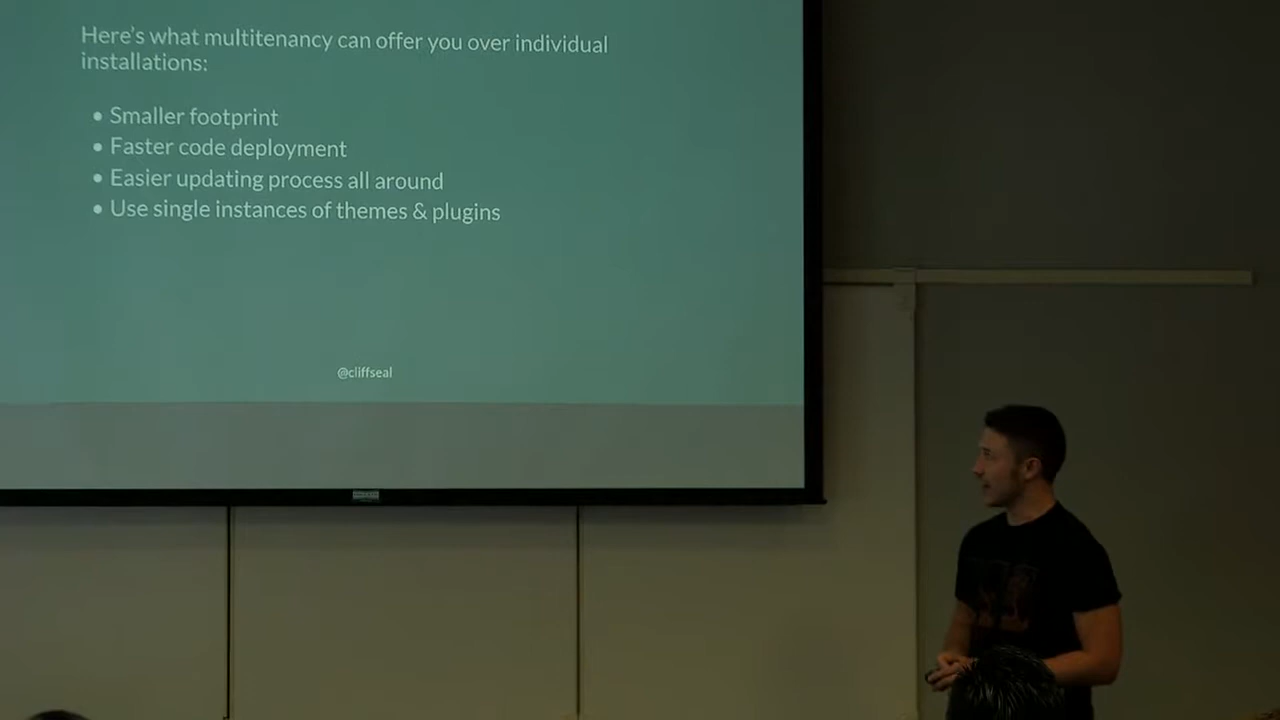 Here's what multitenancy can offer you over individual
installations:
• Smaller footprint
• Faster code deployment
• Easier updating process all around
• Use single instances of themes & plugins
@cliffseal